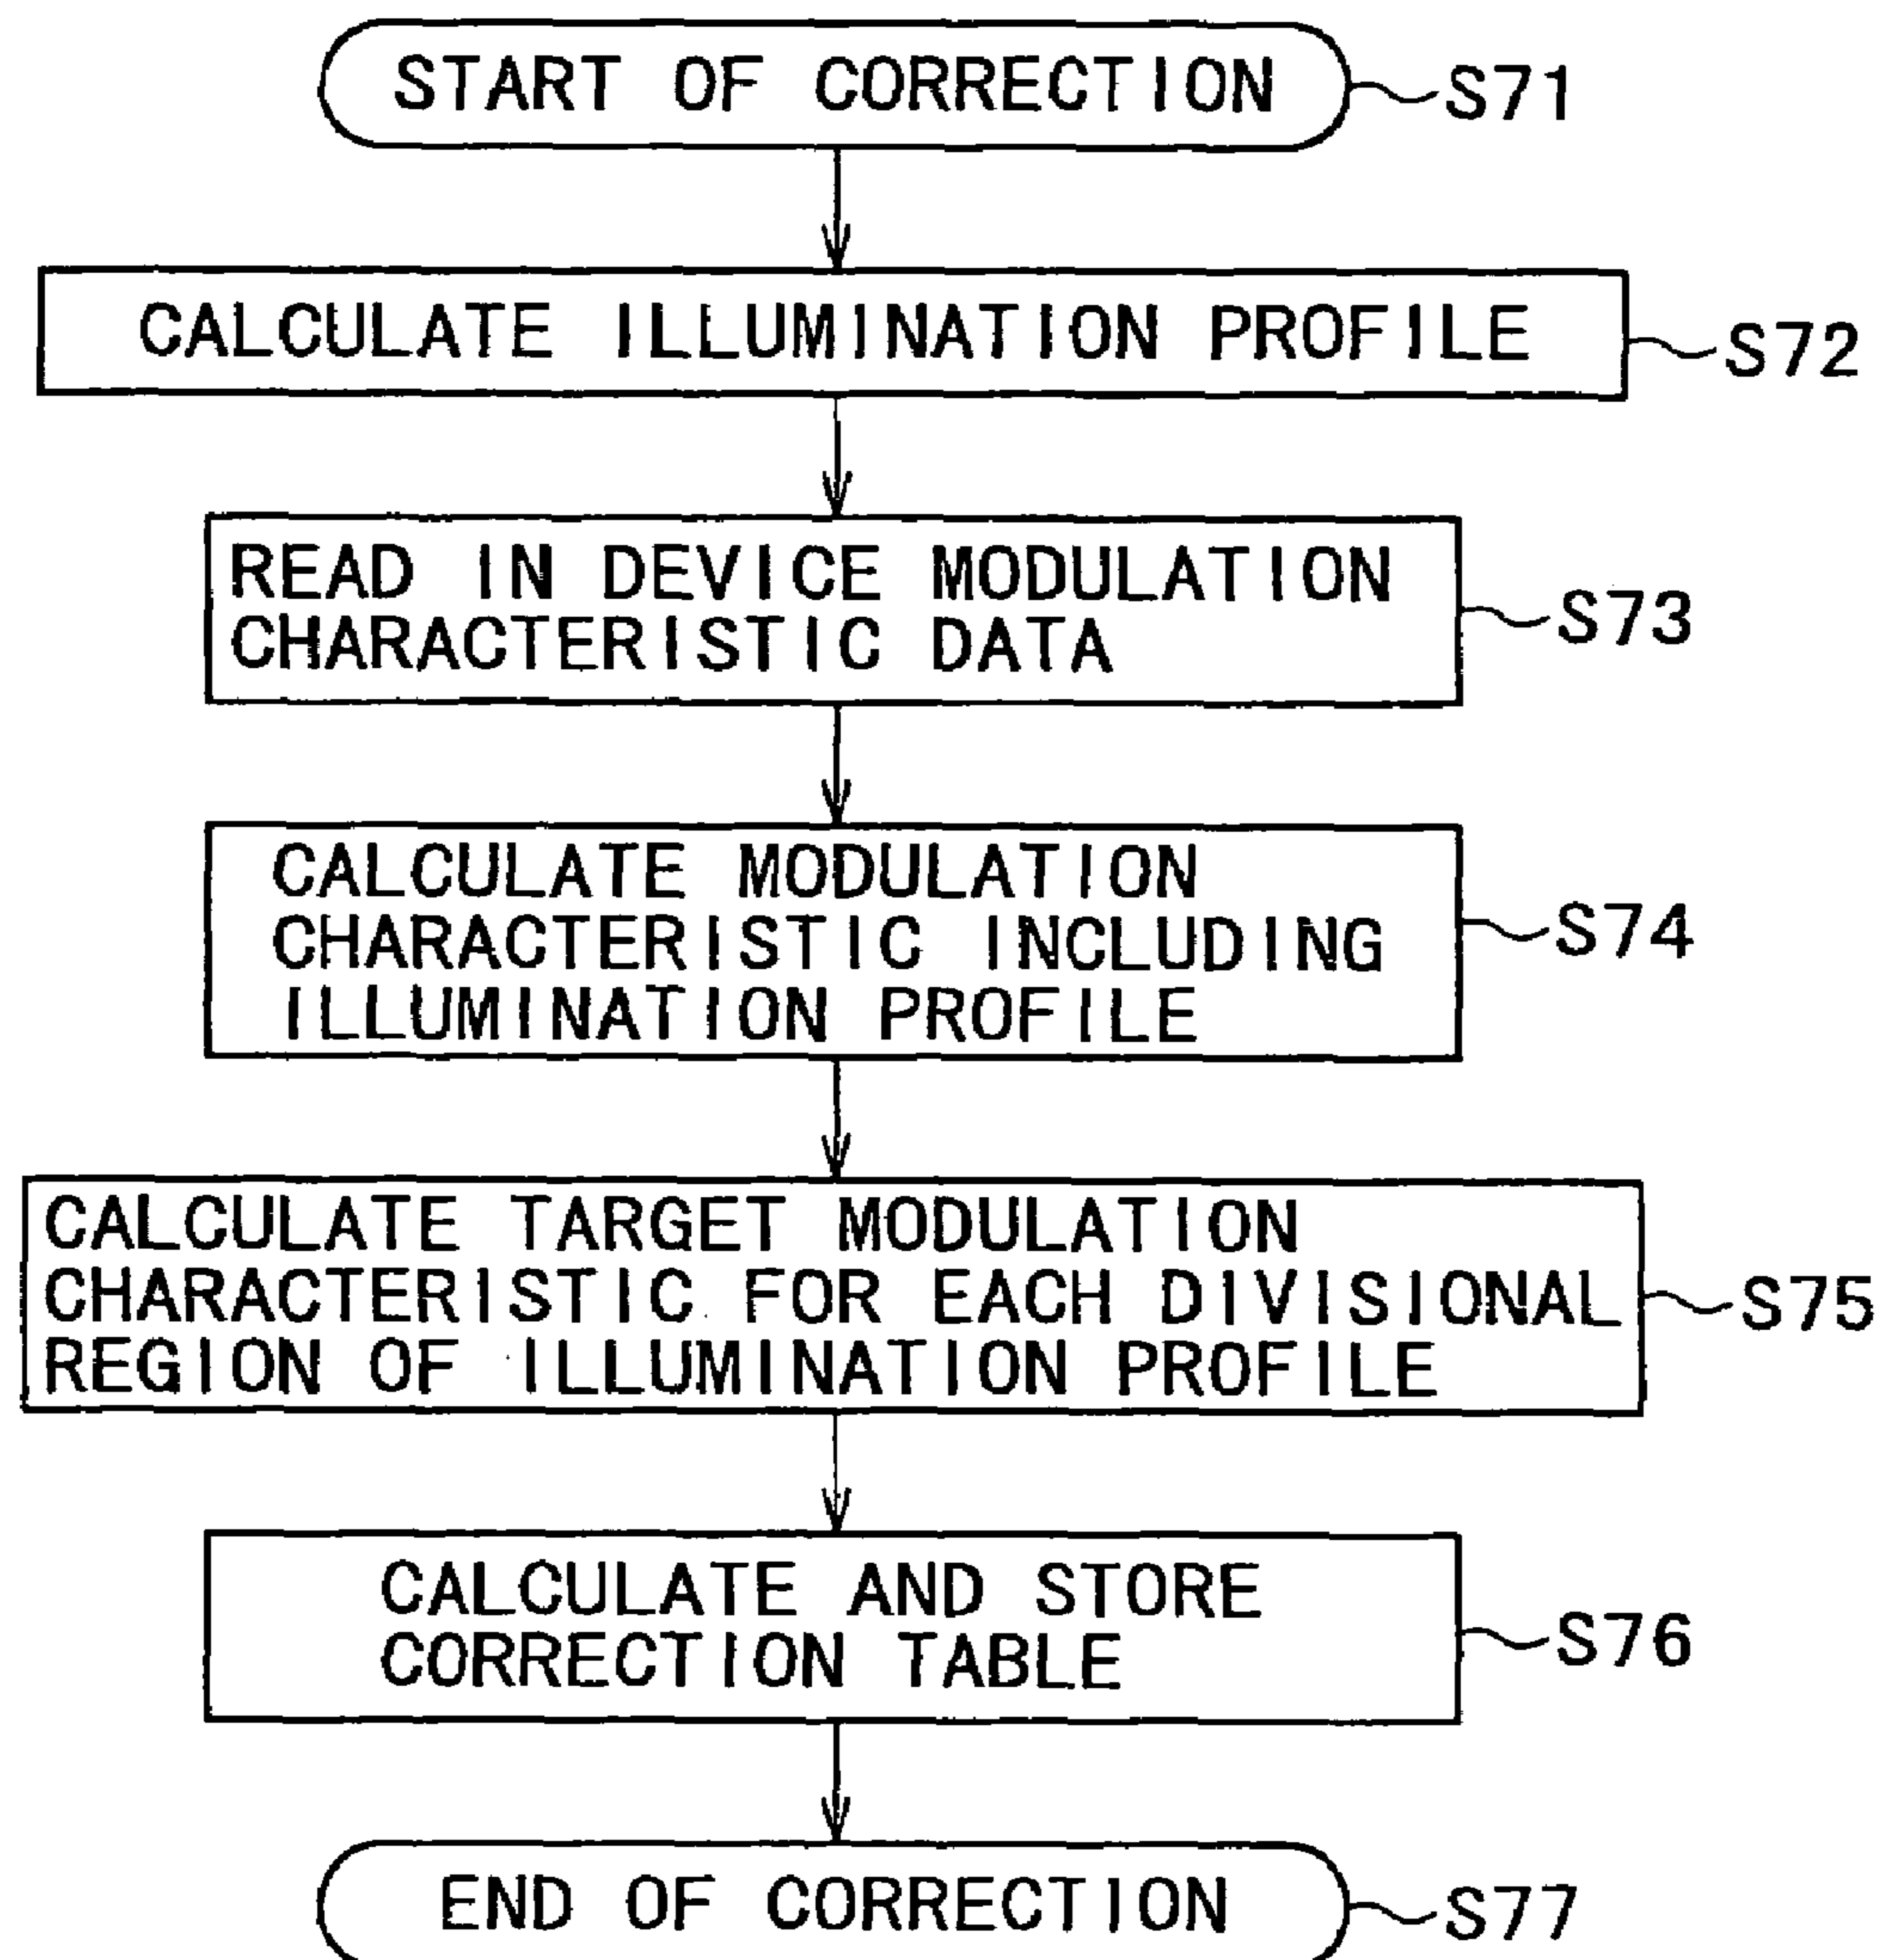 START OF CORRECTION
S71
CALCULATE ILLUMINATION PROFILE
S72
READ IN DEVICE MODULATION
CHARACTERISTIC DATA
S73
CALCULATE MODULATION
CHARACTERISTIC INCLUDING
ILLUMINATION PROFILE
S74
CALCULATE TARGET MODULATION
CHARACTERISTIC FOR EACH DIVISIONAL
REGION OF ILLUMINATION PROFILE
S75
CALCULATE AND STORE
CORRECTION TABLE
S76
END OF CORRECTION
S77